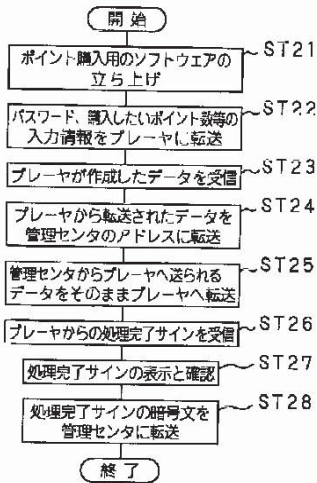 開始
ポイント購入用のソフトウェアの
立ち上げ
ST21
パスワード、購入したいポイント数等の
入力情報をプレーヤに転送
ST22
プレーヤが作成したデータを受信
ST23
プレーヤから転送されたデータを
管理センタのアドレスに転送
ST24
管理センタからプレーヤへ送られる
データをそのままプレーヤへ転送
ST25
プレーヤからの処理完了サインを受信
ST26
処理完了サインの表示と確認
ST27
処理完了サインの暗号文を
管理センタに転送
ST28
終了